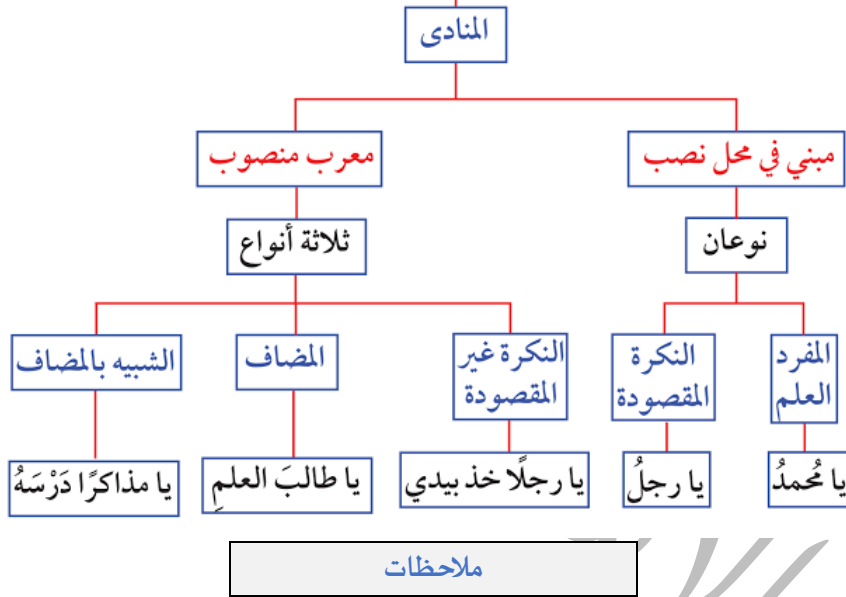 المنادى
مبني في محل نصب
معرب منصوب
نوعان
ثلاثة أنواع
المفرد
العلم
النكرة
المقصودة
النكرة غير
المقصودة
المضاف
الشبيه بالمضاف
يا مُحمدُ
يا رجلُ
يا رجلًا خذ بيدي
يا طالبَ العلمِ
يا مذاكرًا دَرْسَهُ
ملاحظات